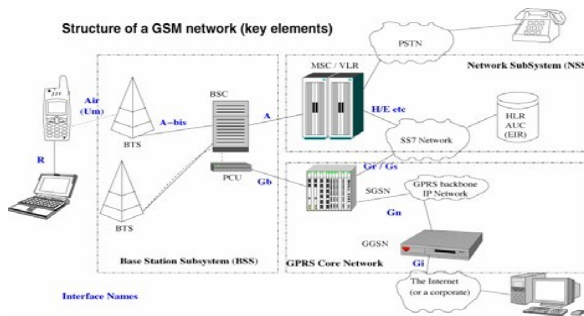 Structure of a GSM network (key elements)
PSTN
MSC / VLR
Network SubSystem (NSS
BSC
Air
(Um)
A-bis
A
H/E etc
HLR
AUC
(EIR)
BTS
SS7 Network
R
PCU
Gb
Gr / Gs
SGSN
GPRS backbone
IP Network
Gn
BTS
GGSN
Base Station Subsystem (BSS)
GPRS Core Network
Gi
The Internet
(or a corporate)
Interface Names